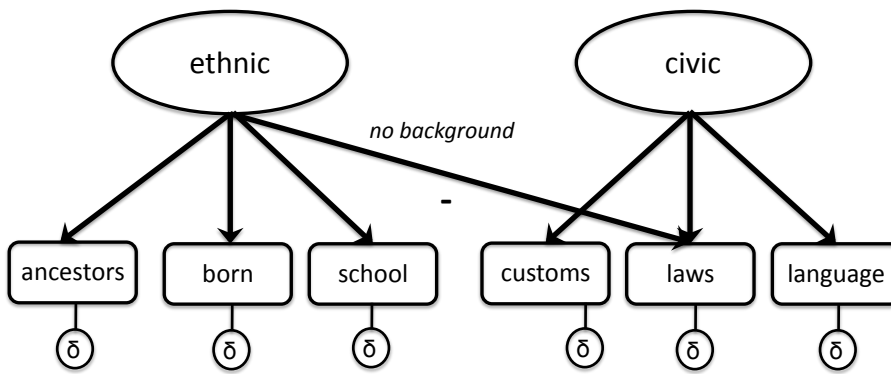 ethnic
civic
no background
-
ancestors
born
school
customs
laws
language
δ
δ
δ
δ
δ
δ